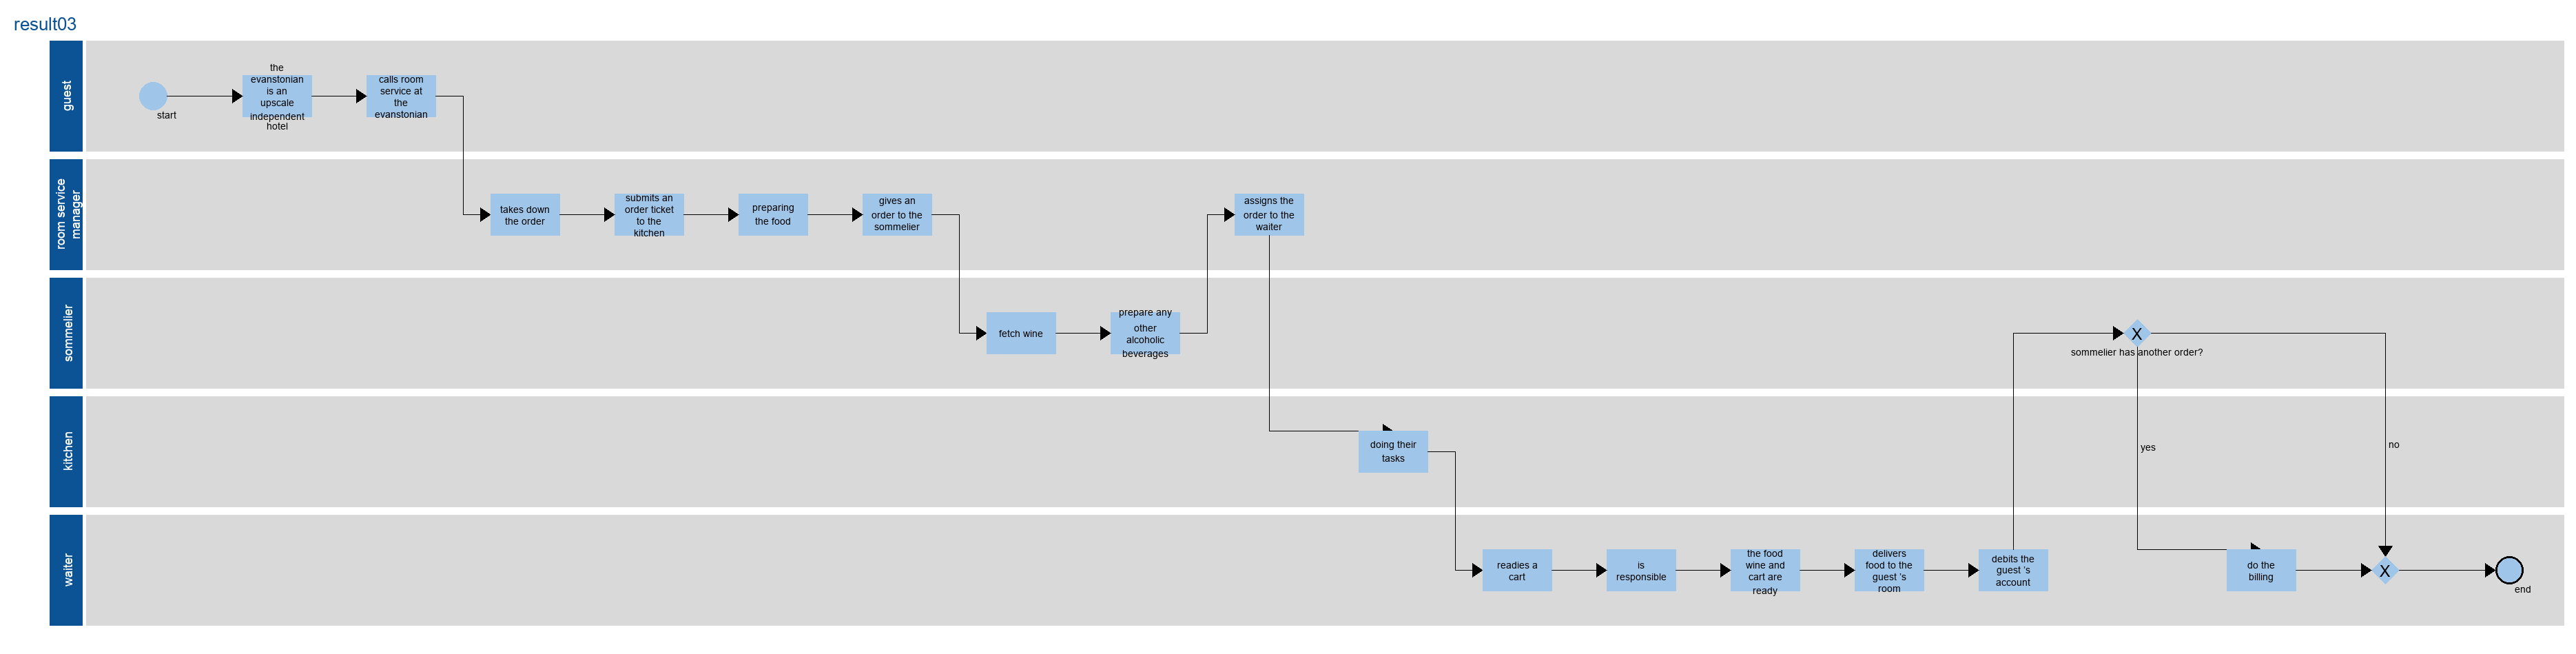 result03
guest
start
the
evanstonian
is an
upscale
independent
hotel
calls room
service at
the
evanstonian
room service
manager
takes down
the order
submits an
order ticket
to the
kitchen
preparing
the food
gives an
order to the
sommelier
assigns the
order to the
waiter
sommelier
fetch wine
prepare any
other
alcoholic
beverages
X
sommelier has another order?
kitchen
doing their
tasks
yes
no
waiter
readies a
cart
is
responsible
the food
wine and
cart are
ready
delivers
food to the
guest 's
room
debits the
guest 's
account
do the
billing
X
end